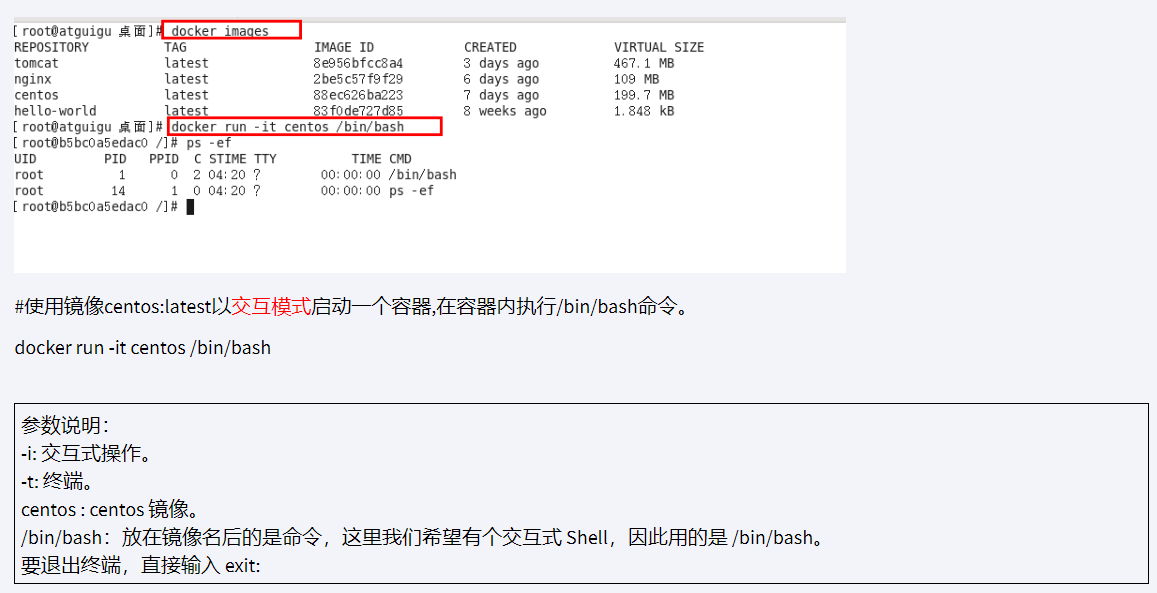 [root@atguigu 桌面]# docker images
REPOSITORY TAG IMAGE ID CREATED VIRTUAL SIZE
tomcat latest 8e956bfcc8a4 3 days ago 467.1 MB
nginx latest 2be5c57f9f29 6 days ago 109 MB
centos latest 88ec626ba223 7 days ago 199.7 MB
hello-world latest 83f0de727d85 8 weeks ago 1.848 kB
[root@atguigu 桌面]# docker run -it centos /bin/bash
[root@b5bc0a5edac0 /]# ps -ef
UID PID PPID C STIME TTY TIME CMD
root 1 0 2 04:20 ? 00:00:00 /bin/bash
root 14 1 0 04:20 ? 00:00:00 ps -ef
[root@b5bc0a5edac0 /]#
#使用镜像centos:latest以交互模式启动一个容器,在容器内执行/bin/bash命令。
docker run -it centos /bin/bash
参数说明：
-i: 交互式操作。
-t: 终端。
centos : centos 镜像。
/bin/bash：放在镜像名后的是命令，这里我们希望有个交互式 Shell，因此用的是 /bin/bash。
要退出终端，直接输入 exit: